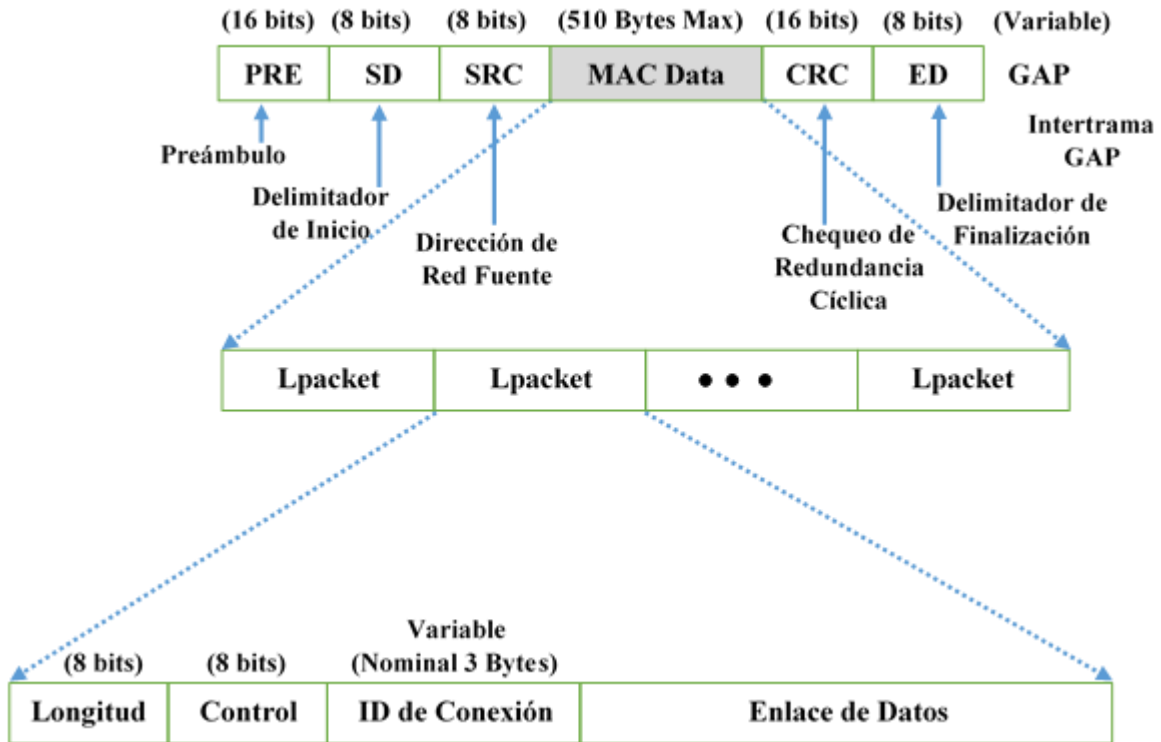 (16 bits) (8 bits) (8 bits) (510 Bytes Max) (16 bits) (8 bits) (Variable)
PRE SD SRC MAC Data CRC ED GAP
Intertrama
GAP
Preámbulo
Delimitador
de Inicio
Dirección de
Red Fuente
Chequeo de
Redundancia
Cíclica
Delimitador de
Finalización
Lpacket Lpacket Lpacket
Variable
(8 bits) (8 bits) (Nominal 3 Bytes)
Longitud Control ID de Conexión Enlace de Datos